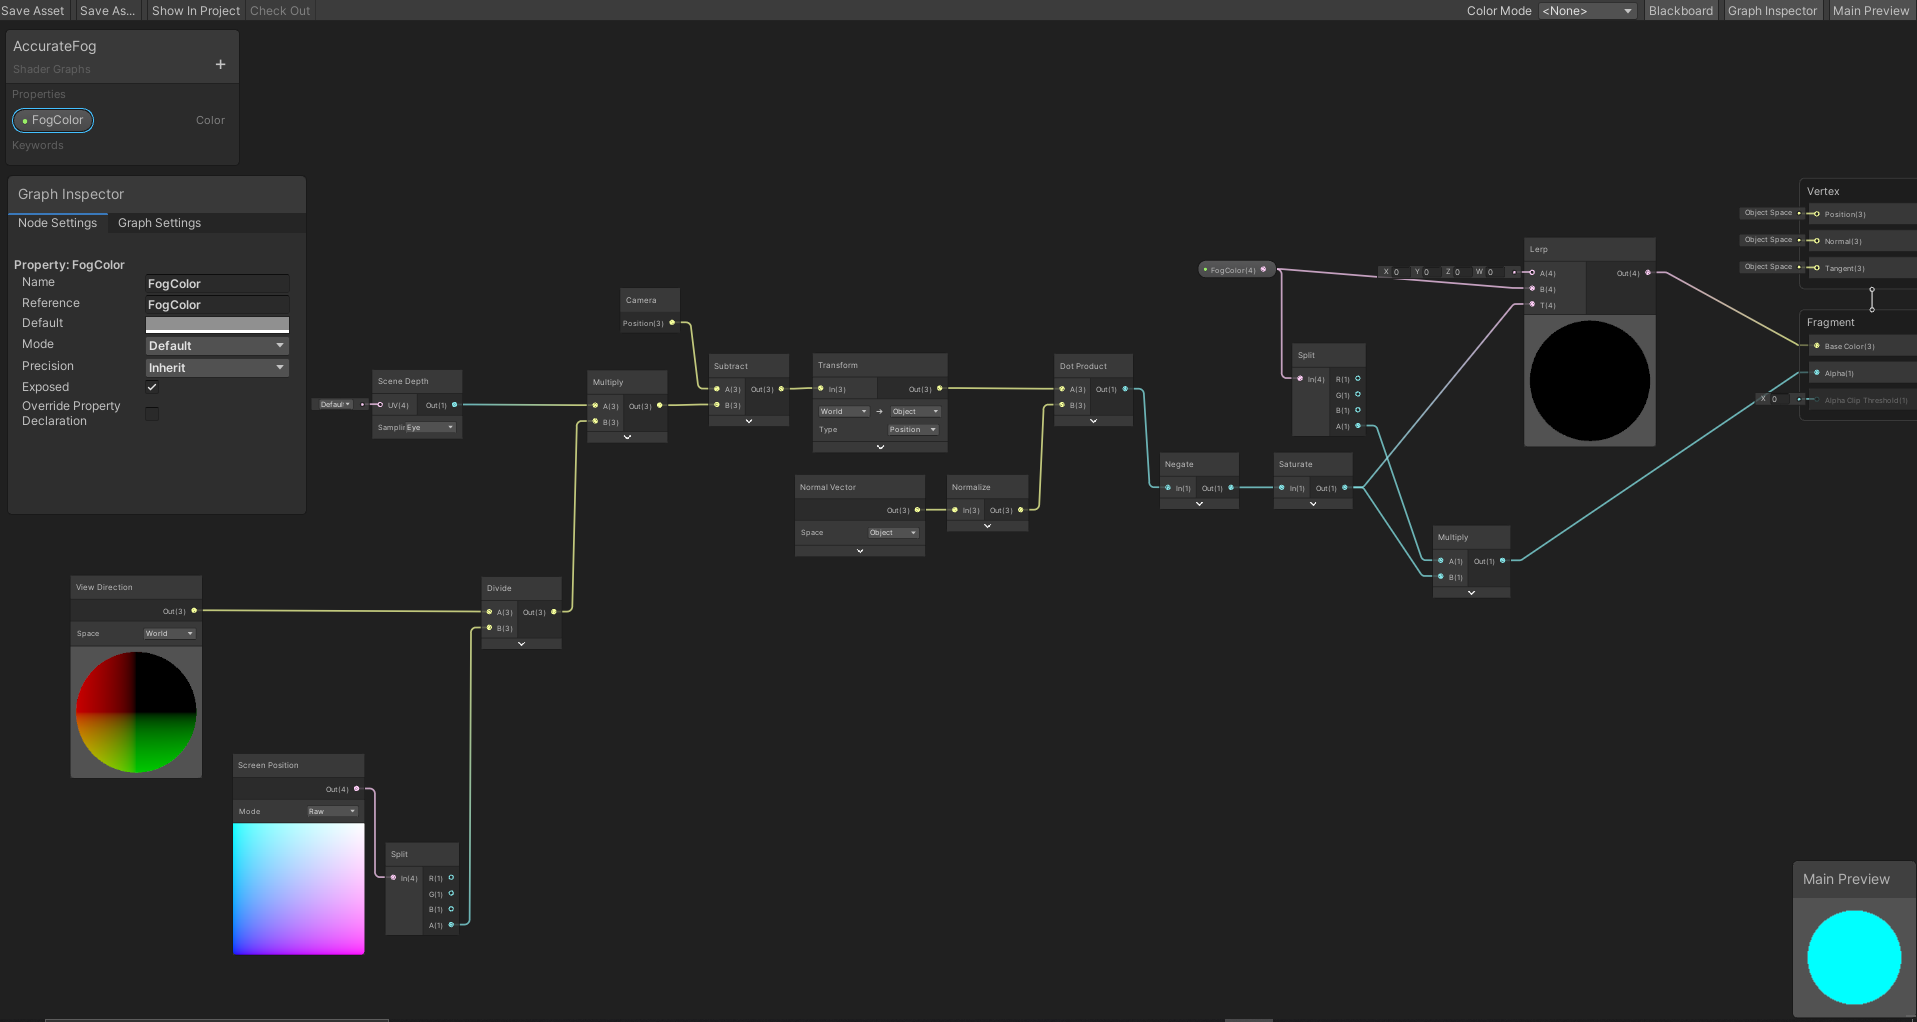 Save Asset Save As... Show In Project Check Out Color Mode <None> Blackboard Graph Inspector Main Preview
AccurateFog
Shader Graphs
+
Properties
FogColor Color
Keywords
Graph Inspector
Node Settings Graph Settings
Property: FogColor
Name FogColor
Reference FogColor
Default
Mode Default
Precision Inherit
Exposed
Override Property
Declaration
View Direction
Out(3)
Space World
Screen Position
Out(4)
Mode Raw
Split
In(4) R(1)
G(1)
B(1)
A(1)
Scene Depth
Defaul UV(4) Out(1)
Samplin Eye
Divide
A(3) Out(3)
B(3)
Multiply
A(3) Out(3)
B(3)
Camera
Position(3)
Subtract
A(3) Out(3)
B(3)
Transform
In(3) Out(3)
World Object
Type Position
Normal Vector
Out(3)
Space Object
Normalize
In(3) Out(3)
Dot Product
A(3) Out(1)
B(3)
Negate
In(1) Out(1)
Saturate
In(1) Out(1)
FogColor(4)
Split
In(4) R(1)
G(1)
B(1)
A(1)
Multiply
A(1) Out(1)
B(1)
Lerp
X 0 Y 0 Z 0 W 0 A(4) Out(4)
B(4)
T(4)
Vertex
Object Space Position(3)
Object Space Normal(3)
Object Space Tangent(3)
Fragment
Base Color(3)
Alpha(1)
X 0 Alpha Clip Threshold(1)
Main Preview